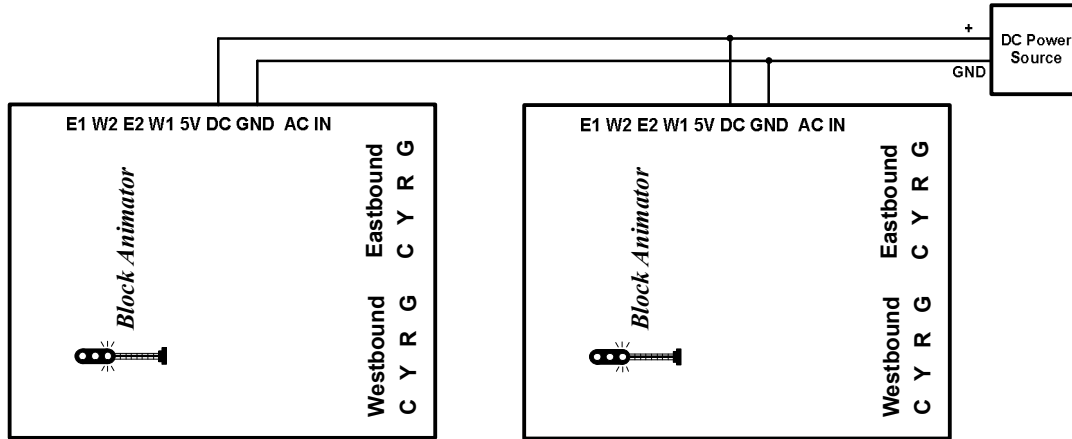 +
DC Power
Source
GND
E1 W2 E2 W1 5V DC GND AC IN
Block Animator
Eastbound
C Y R G
Westbound
C Y R G
E1 W2 E2 W1 5V DC GND AC IN
Block Animator
Eastbound
C Y R G
Westbound
C Y R G